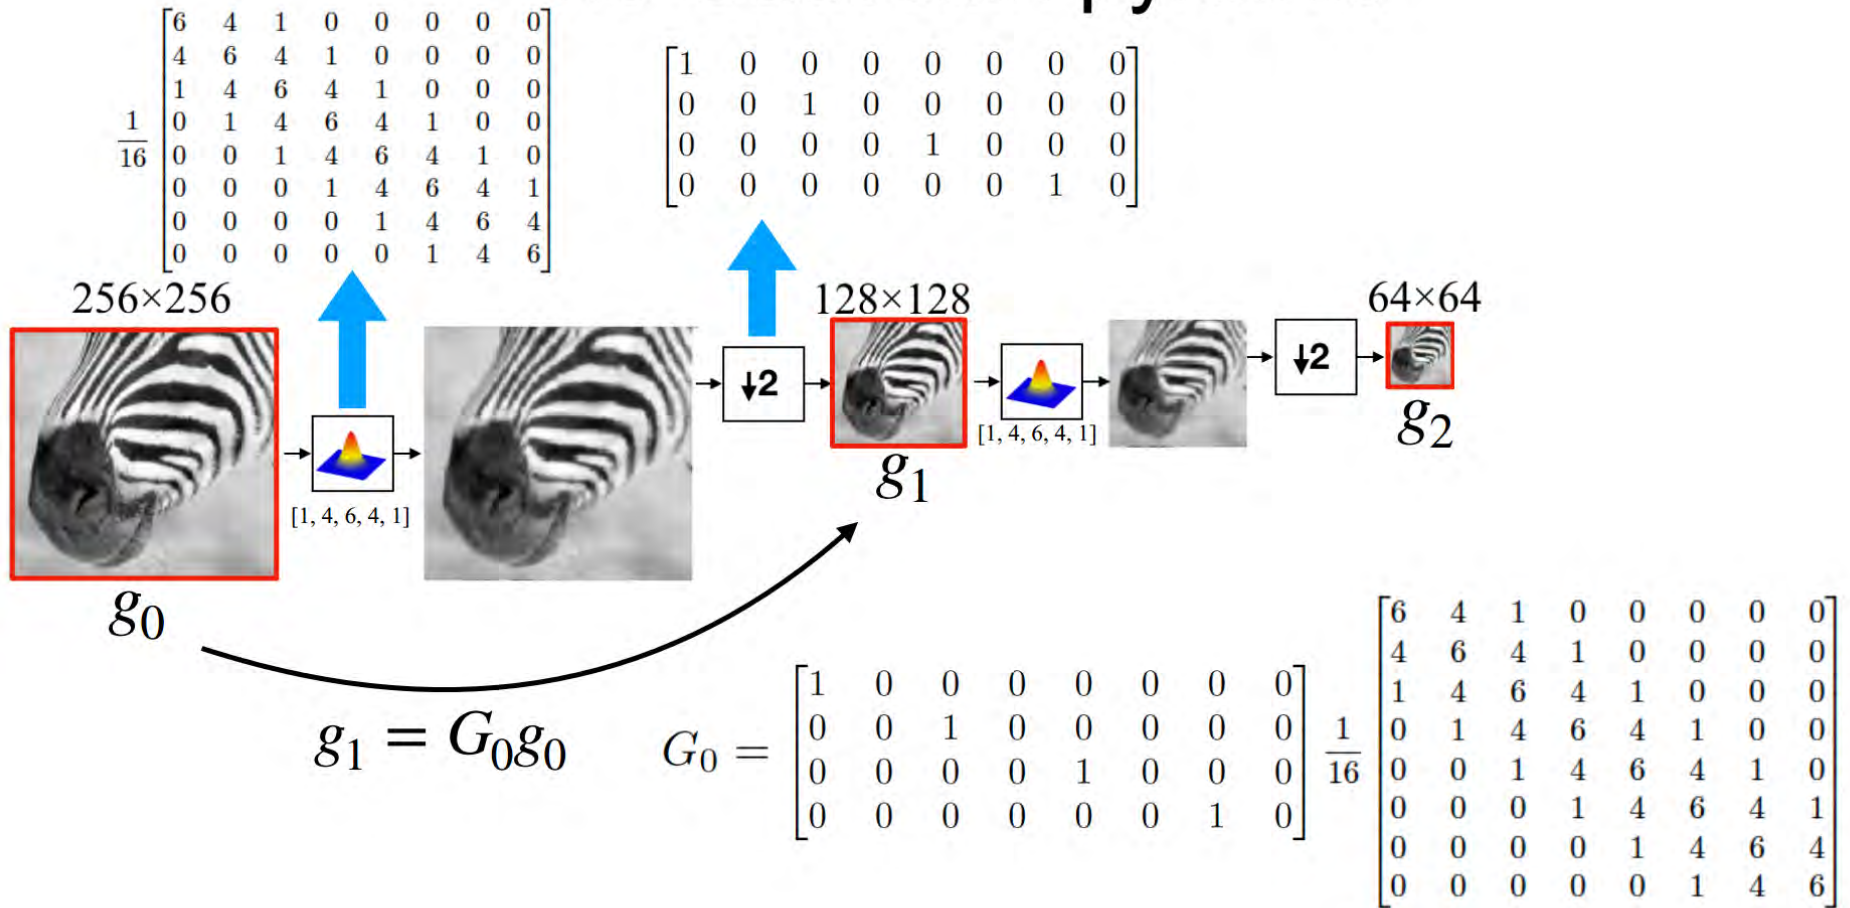 1/16 [6 4 1 0 0 0 0 0
4 6 4 1 0 0 0 0
1 4 6 4 1 0 0 0
0 1 4 6 4 1 0 0
0 0 1 4 6 4 1 0
0 0 0 1 4 6 4 1
0 0 0 0 1 4 6 4
0 0 0 0 0 1 4 6]
[1 0 0 0 0 0 0 0
0 0 1 0 0 0 0 0
0 0 0 0 1 0 0 0
0 0 0 0 0 0 1 0]
256×256
128×128
64×64
[1, 4, 6, 4, 1]
↓2
[1, 4, 6, 4, 1]
↓2
g0
g1
g2
g1 = G0g0
G0 = [1 0 0 0 0 0 0 0
0 0 1 0 0 0 0 0
0 0 0 0 1 0 0 0
0 0 0 0 0 0 1 0]
1/16 [6 4 1 0 0 0 0 0
4 6 4 1 0 0 0 0
1 4 6 4 1 0 0 0
0 1 4 6 4 1 0 0
0 0 1 4 6 4 1 0
0 0 0 1 4 6 4 1
0 0 0 0 1 4 6 4
0 0 0 0 0 1 4 6]